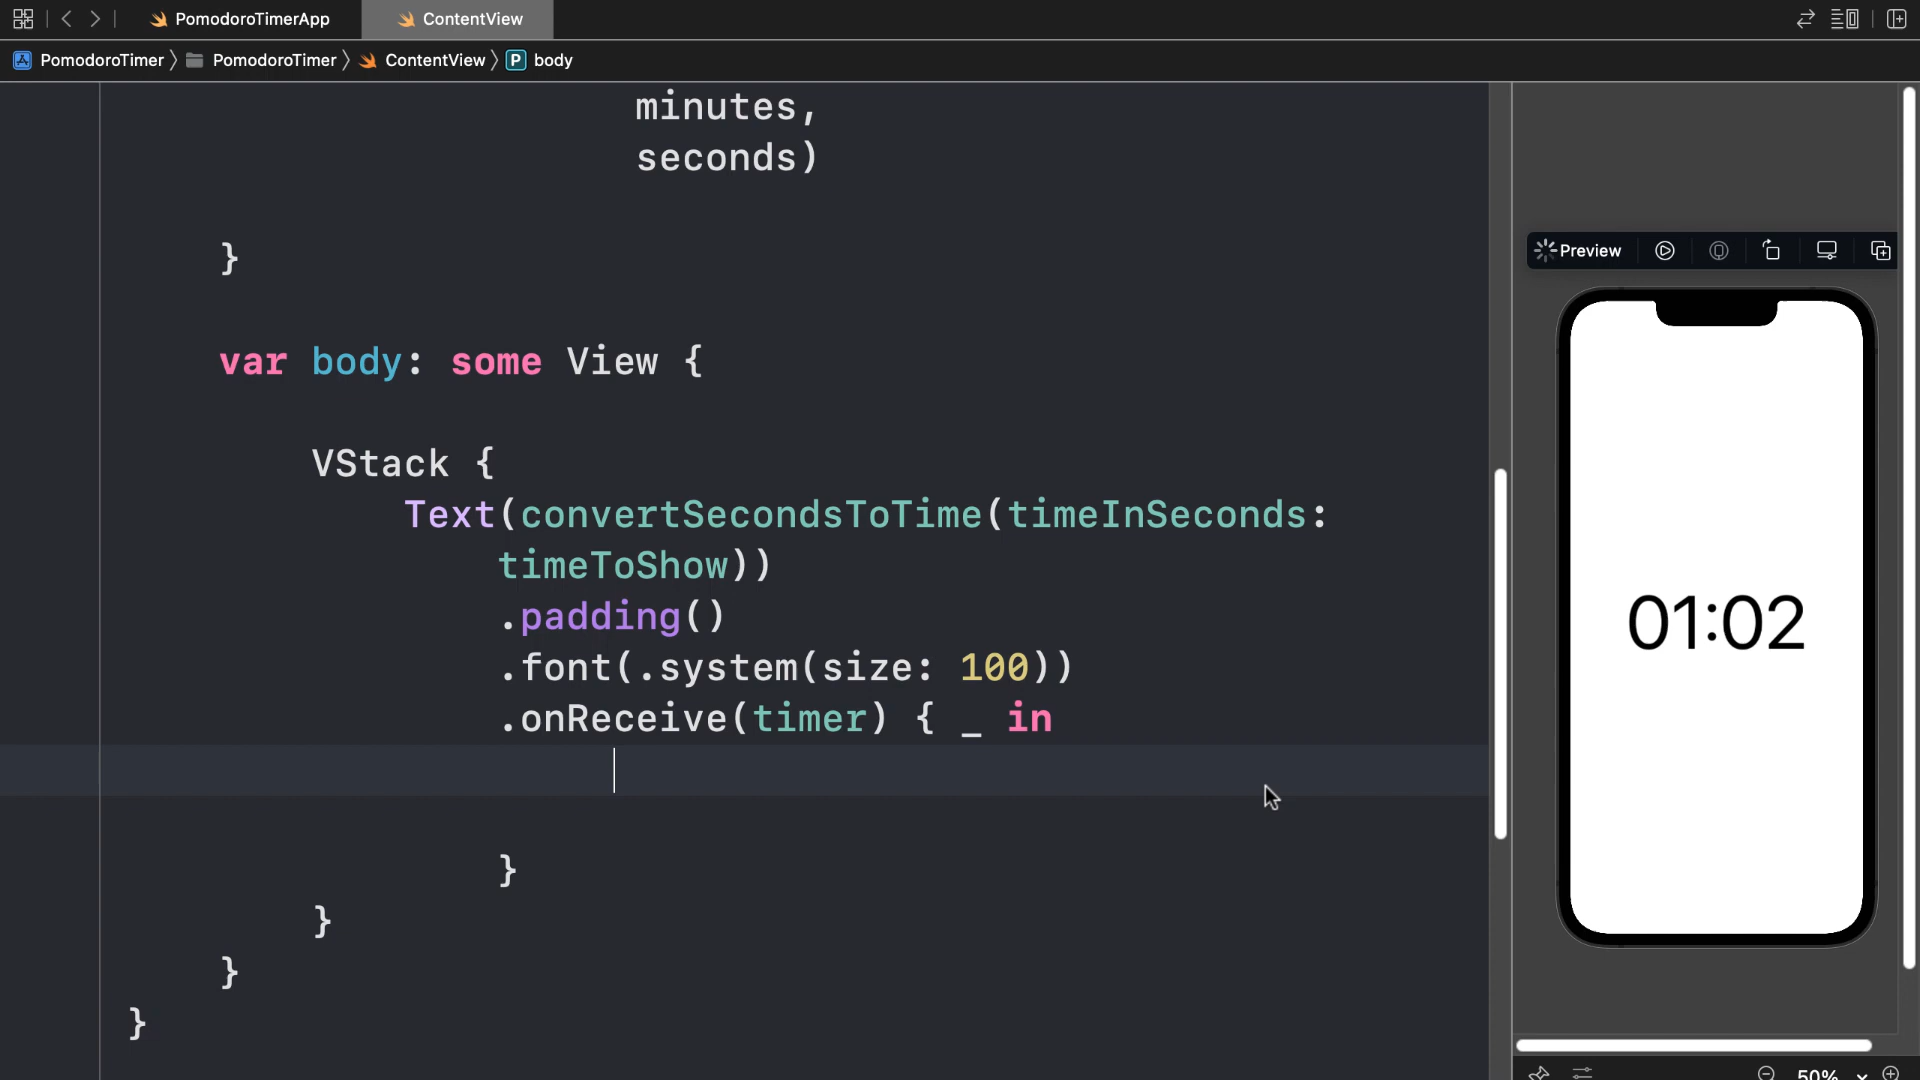 PomodoroTimerApp
ContentView
PomodoroTimer 〉 PomodoroTimer 〉 ContentView 〉 P body
minutes,
seconds)
}
var body: some View {
VStack {
Text(convertSecondsToTime(timeInSeconds:
timeToShow))
.padding()
.font(.system(size: 100))
.onReceive(timer) { _ in
}
}
}
}
Preview
01:02
50%